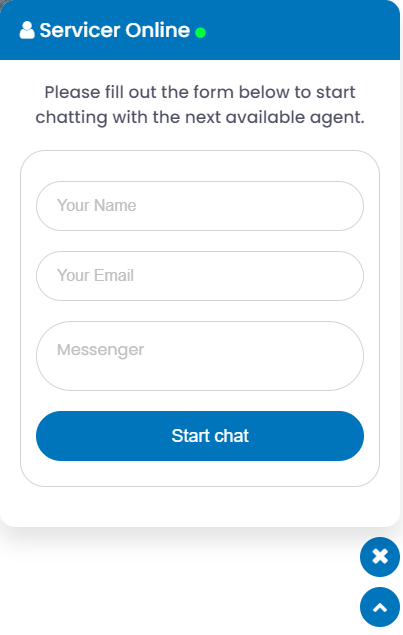 Servicer Online
Please fill out the form below to start
chatting with the next available agent.
Your Name
Your Email
Messenger
Start chat